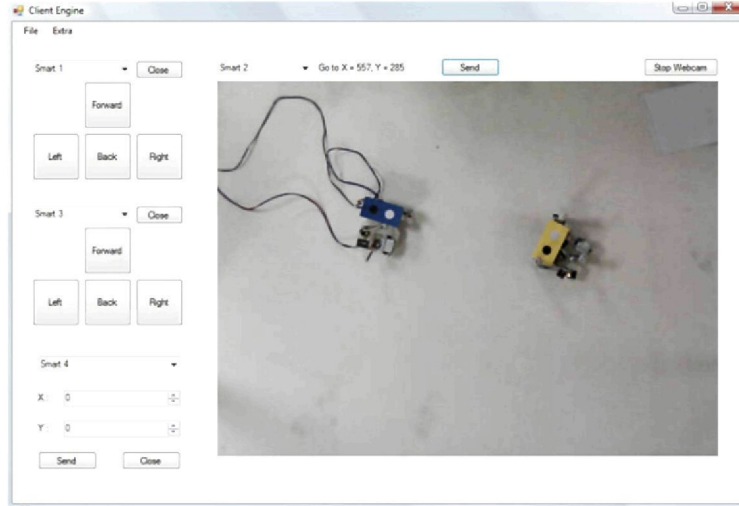 Client Engine
File Extra
Smart 1 Close
Forward
Left Back Right
Smart 3 Close
Forward
Left Back Right
Smart 4
X : 0
Y : 0
Send Close
Smart 2 Go to X = 557, Y = 285 Send Stop Webcam